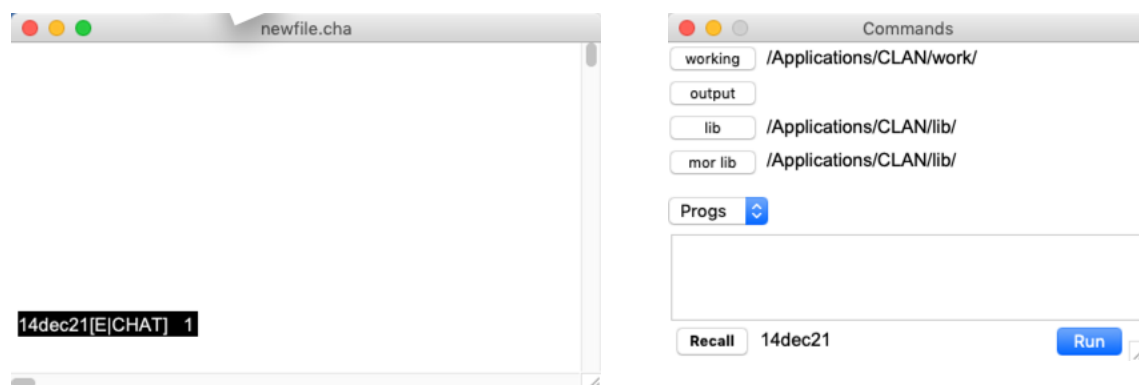 newfile.cha
14dec21[E|CHAT] 1
Commands
working /Applications/CLAN/work/
output
lib /Applications/CLAN/lib/
mor lib /Applications/CLAN/lib/
Progs
Recall 14dec21 Run